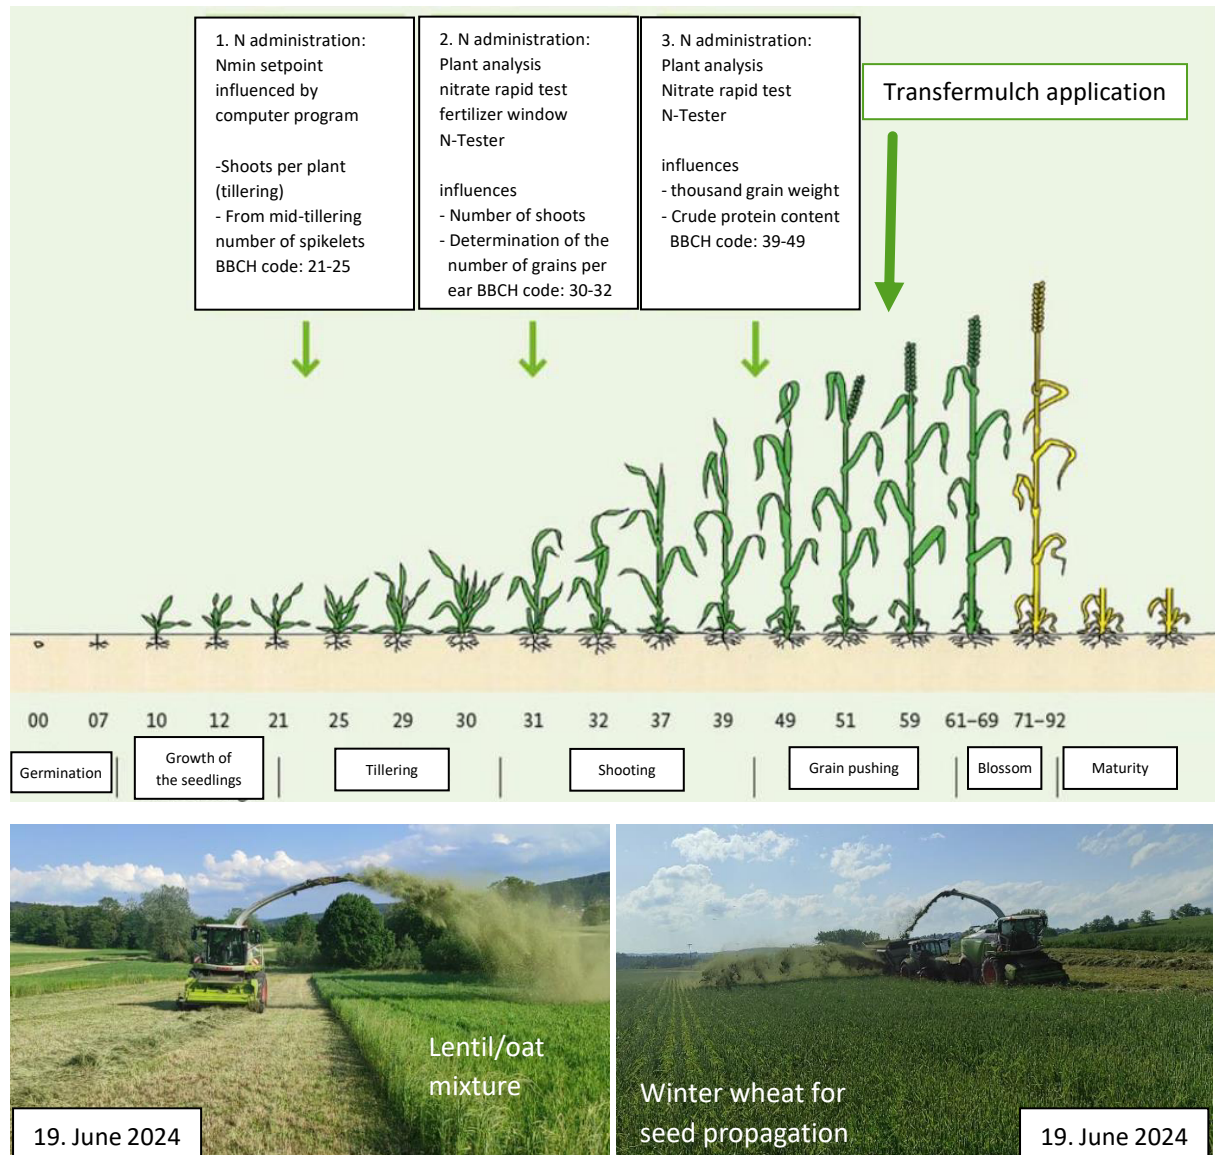 1. N administration:
Nmin setpoint
influenced by
computer program
-Shoots per plant
(tillering)
- From mid-tillering
number of spikelets
BBCH code: 21-25
2. N administration:
Plant analysis
nitrate rapid test
fertilizer window
N-Tester
influences
- Number of shoots
- Determination of the
number of grains per
ear BBCH code: 30-32
3. N administration:
Plant analysis
Nitrate rapid test
N-Tester
influences
- thousand grain weight
- Crude protein content
BBCH code: 39-49
Transfermulch application
00 07 10 12 21 25 29 30 31 32 37 39 49 51 59 61–69 71–92
Germination
Growth of
the seedlings
Tillering
Shooting
Grain pushing
Blossom
Maturity
Lentil/oat
mixture
19. June 2024
Winter wheat for
seed propagation
19. June 2024